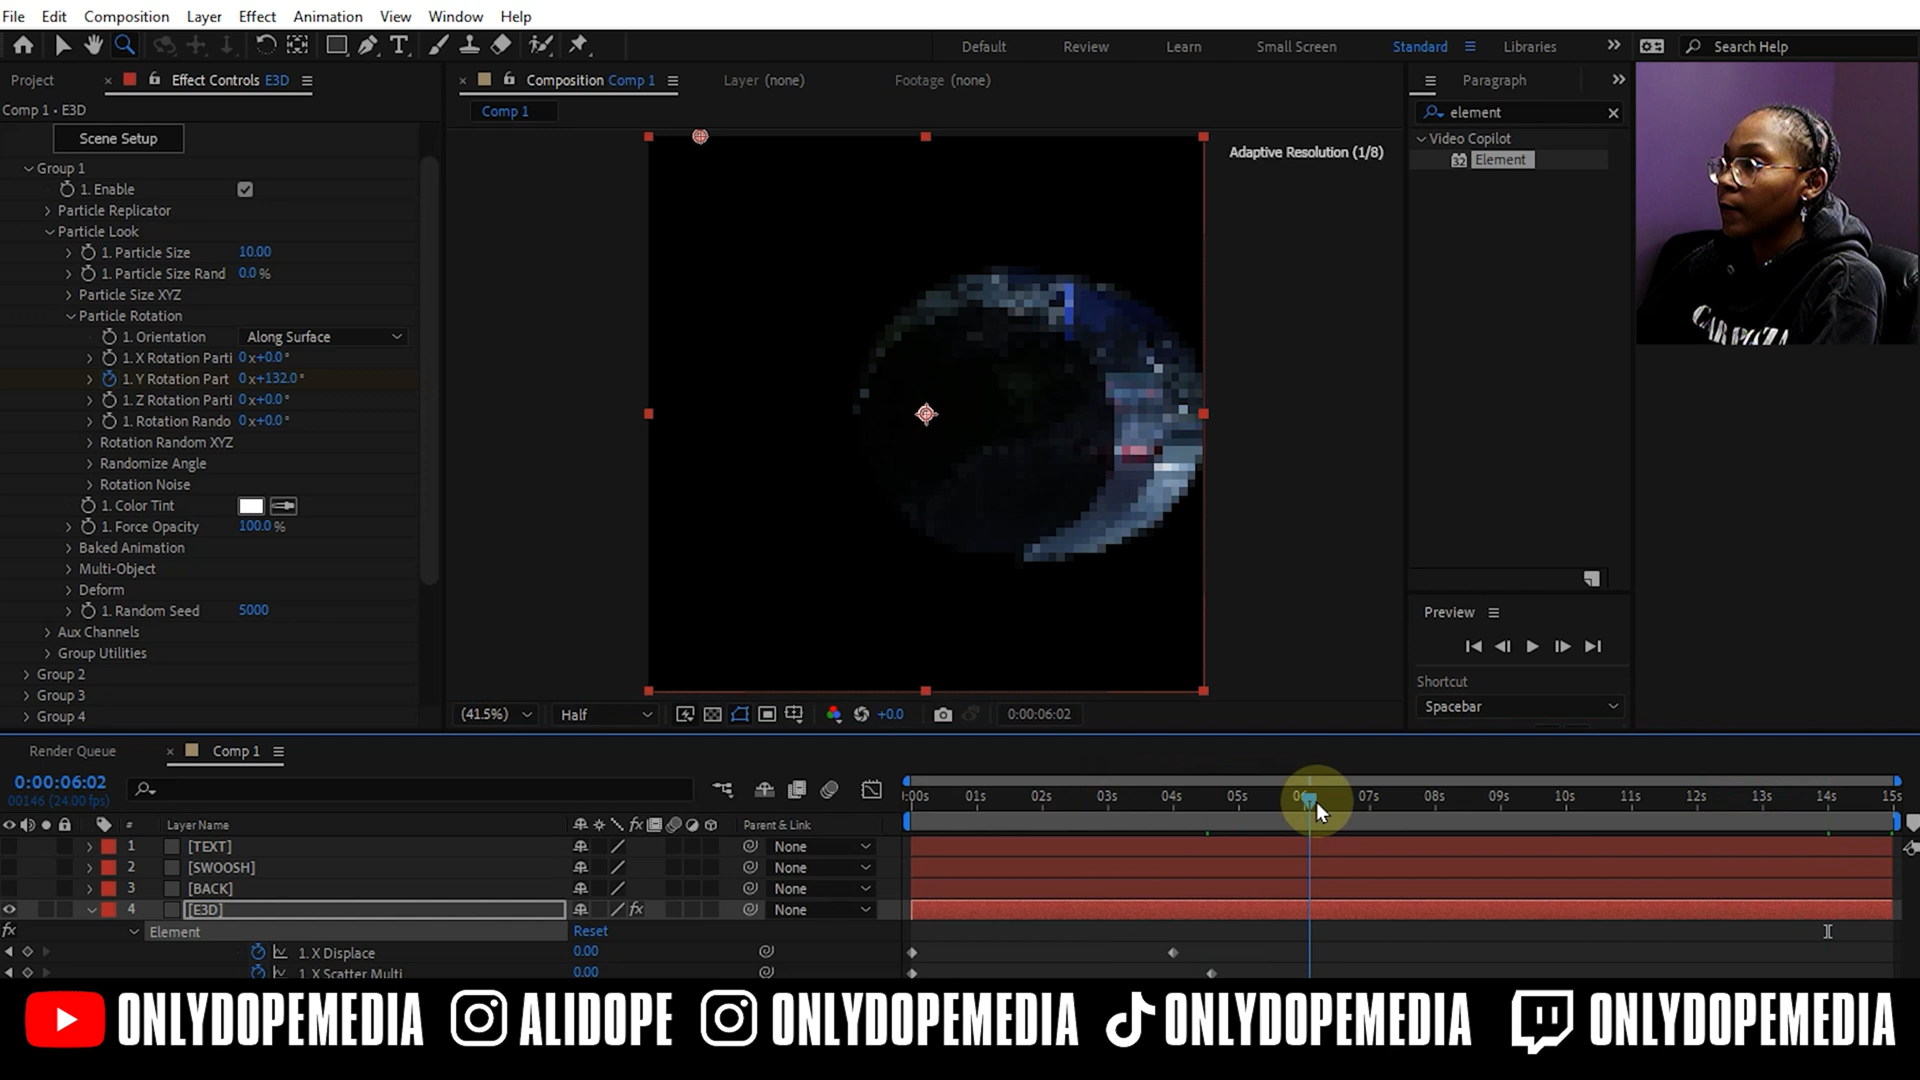 File Edit Composition Layer Effect Animation View Window Help
Default Review Learn Small Screen Standard Libraries Search Help
Project Effect Controls E3D
Composition Comp 1 Layer (none) Footage (none)
Paragraph
Comp 1 • E3D
Comp 1
element
Scene Setup
Video Copilot
Element
Adaptive Resolution (1/8)
Group 1
1. Enable
Particle Replicator
Particle Look
1. Particle Size 10.00
1. Particle Size Rand 0.0 %
Particle Size XYZ
Particle Rotation
1. Orientation Along Surface
1. X Rotation Parti 0x+0.0°
1. Y Rotation Part 0x+132.0°
1. Z Rotation Parti 0x+0.0°
1. Rotation Rando 0x+0.0°
Rotation Random XYZ
Randomize Angle
Rotation Noise
1. Color Tint
1. Force Opacity 100.0 %
Baked Animation
Multi-Object
Deform
1. Random Seed 5000
Aux Channels
Group Utilities
Group 2
Group 3
Group 4
Preview
Shortcut
Spacebar
(41.5%) Half +0.0 0:00:06:02
Render Queue Comp 1
0:00:06:02
00146 (24.00 fps)
:00s 01s 02s 03s 04s 05s 06s 07s 08s 09s 10s 11s 12s 13s 14s 15s
# Layer Name fx Parent & Link
1 [TEXT] None
2 [SWOOSH] None
3 [BACK] None
4 [E3D] fx None
fx Element Reset
1. X Displace 0.00
1. X Scatter Multi 0.00
ONLYDOPEMEDIA ALIDOPE ONLYDOPEMEDIA ONLYDOPEMEDIA ONLYDOPEMEDIA